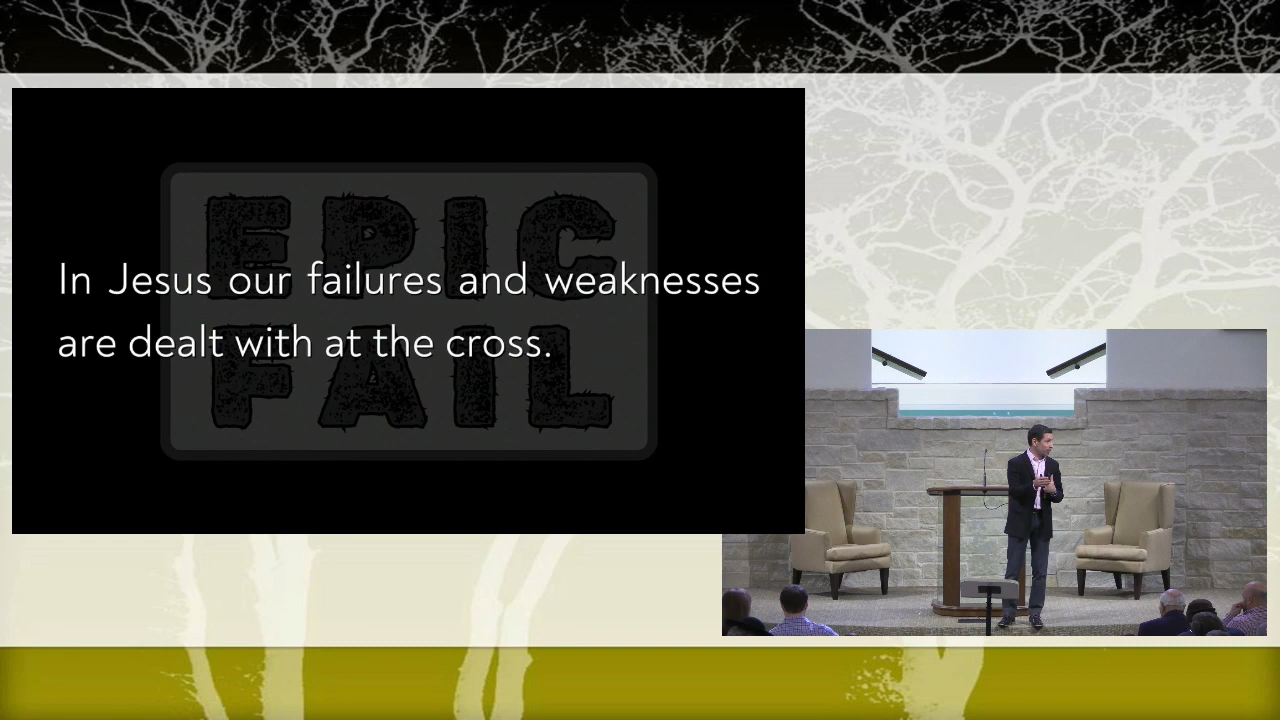 EPIC
FAIL
In Jesus our failures and weaknesses
are dealt with at the cross.